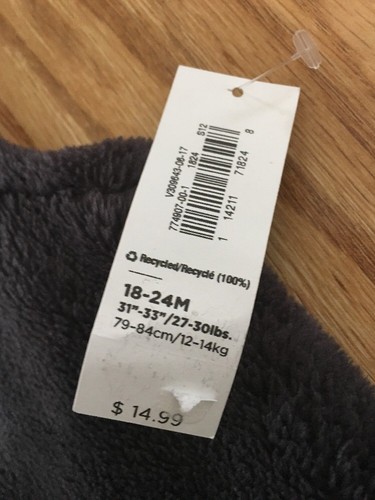 S12
V309643-06-17
774907-00-1 1824
1 14211 71824 8
Recycled/Recyclé (100%)
18-24M
31"-33"/27-30lbs.
79-84cm/12-14kg
$ 14.99